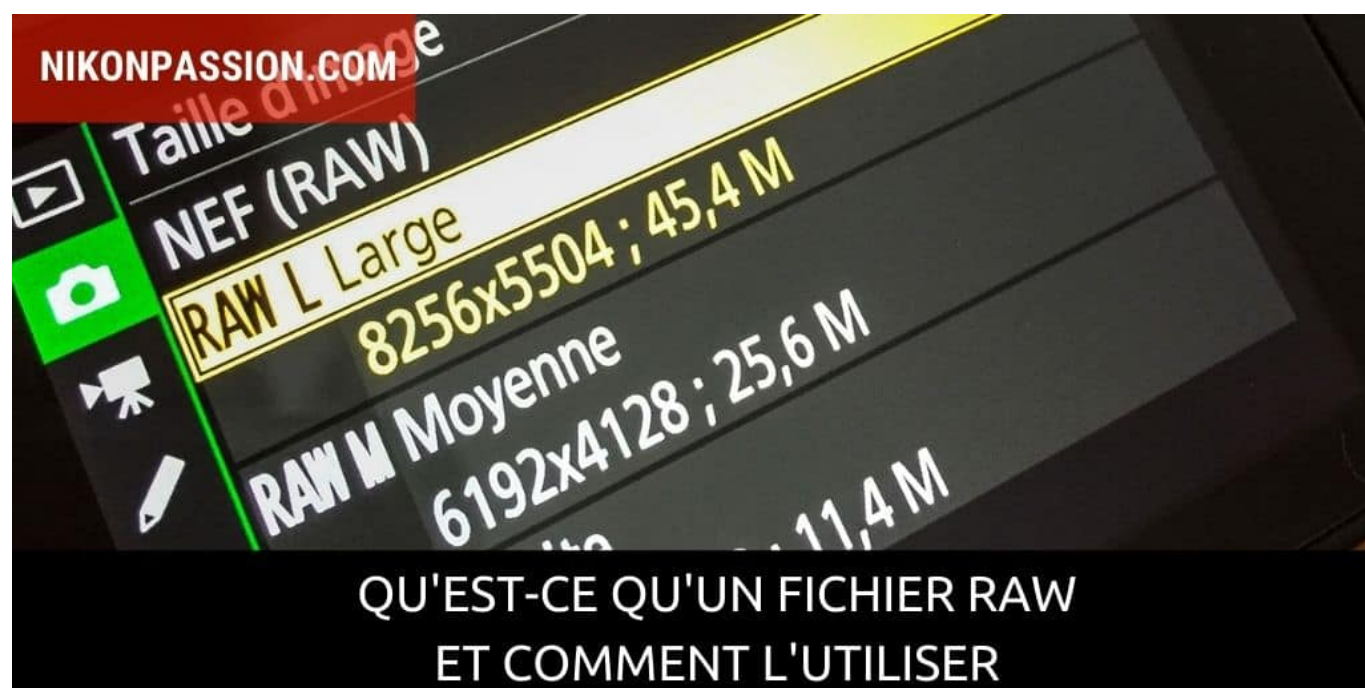 NIKONPASSION.COM
Taille d'image
NEF (RAW)
RAW L Large
8256x5504 ; 45,4 M
RAW M Moyenne
6192x4128 ; 25,6 M
; 11,4 M
QU'EST-CE QU'UN FICHIER RAW
ET COMMENT L'UTILISER